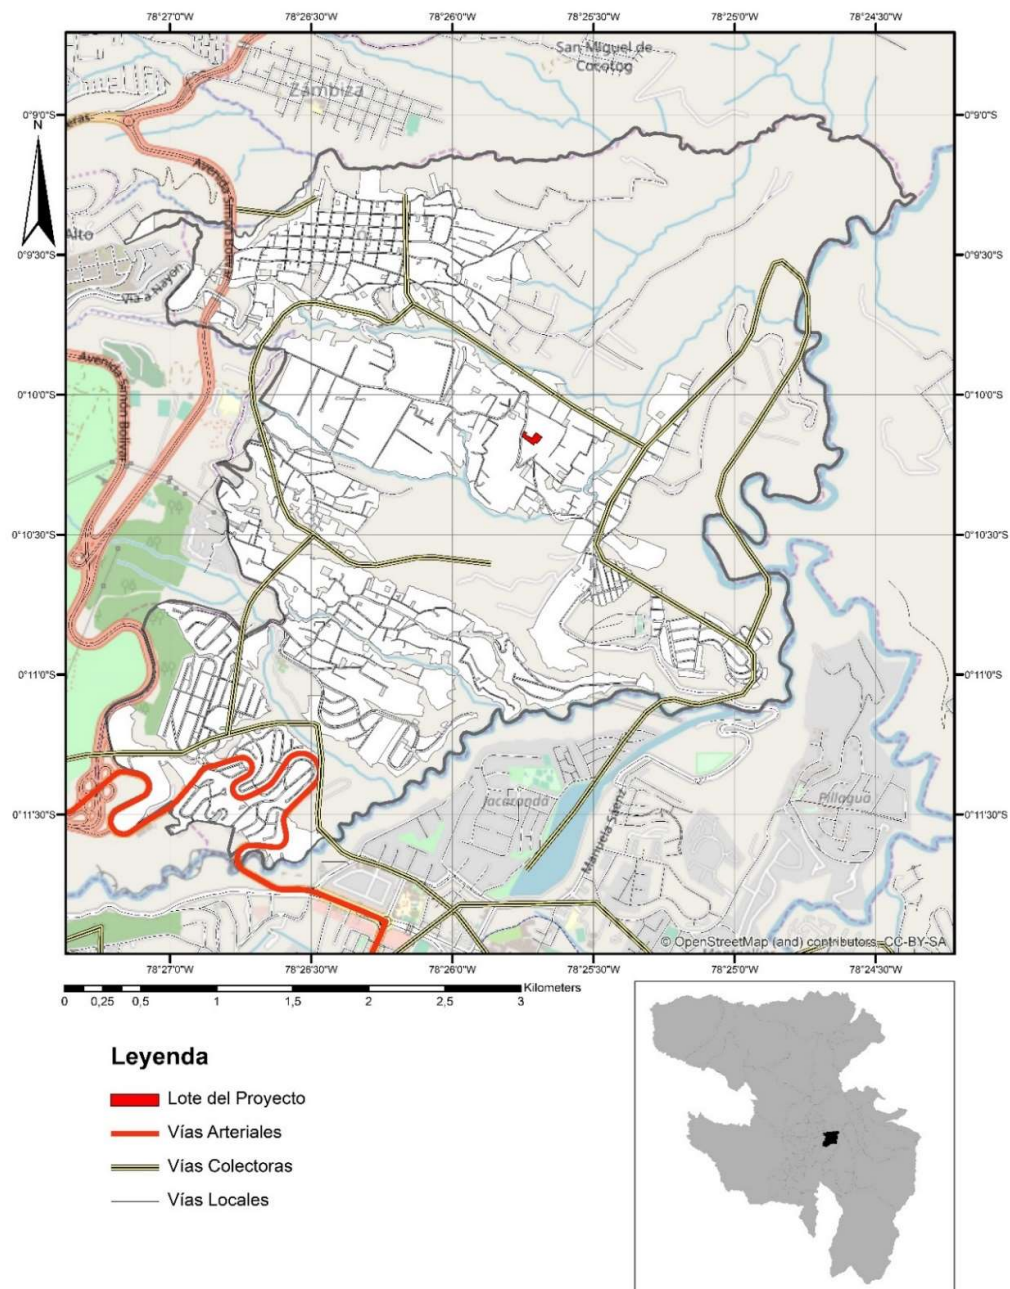 78°27'0"W 78°26'30"W 78°26'0"W 78°25'30"W 78°25'0"W 78°24'30"W
San Miguel de
Cocotog
Zámbiza
0°9'0"S 0°9'0"S
eras
N
Avenida Simón Bolívar
Alto
0°9'30"S 0°9'30"S
Vía a Nayón
Avenida Simón Bolívar
0°10'0"S 0°10'0"S
0°10'30"S 0°10'30"S
0°11'0"S 0°11'0"S
Jacarandá
Pillagua
0°11'30"S 0°11'30"S
Manuela Sáenz
© OpenStreetMap (and) contributors, CC-BY-SA
78°27'0"W 78°26'30"W 78°26'0"W 78°25'30"W 78°25'0"W 78°24'30"W
Kilometers
0 0,25 0,5 1 1,5 2 2,5 3
Leyenda
Lote del Proyecto
Vías Arteriales
Vías Colectoras
Vías Locales